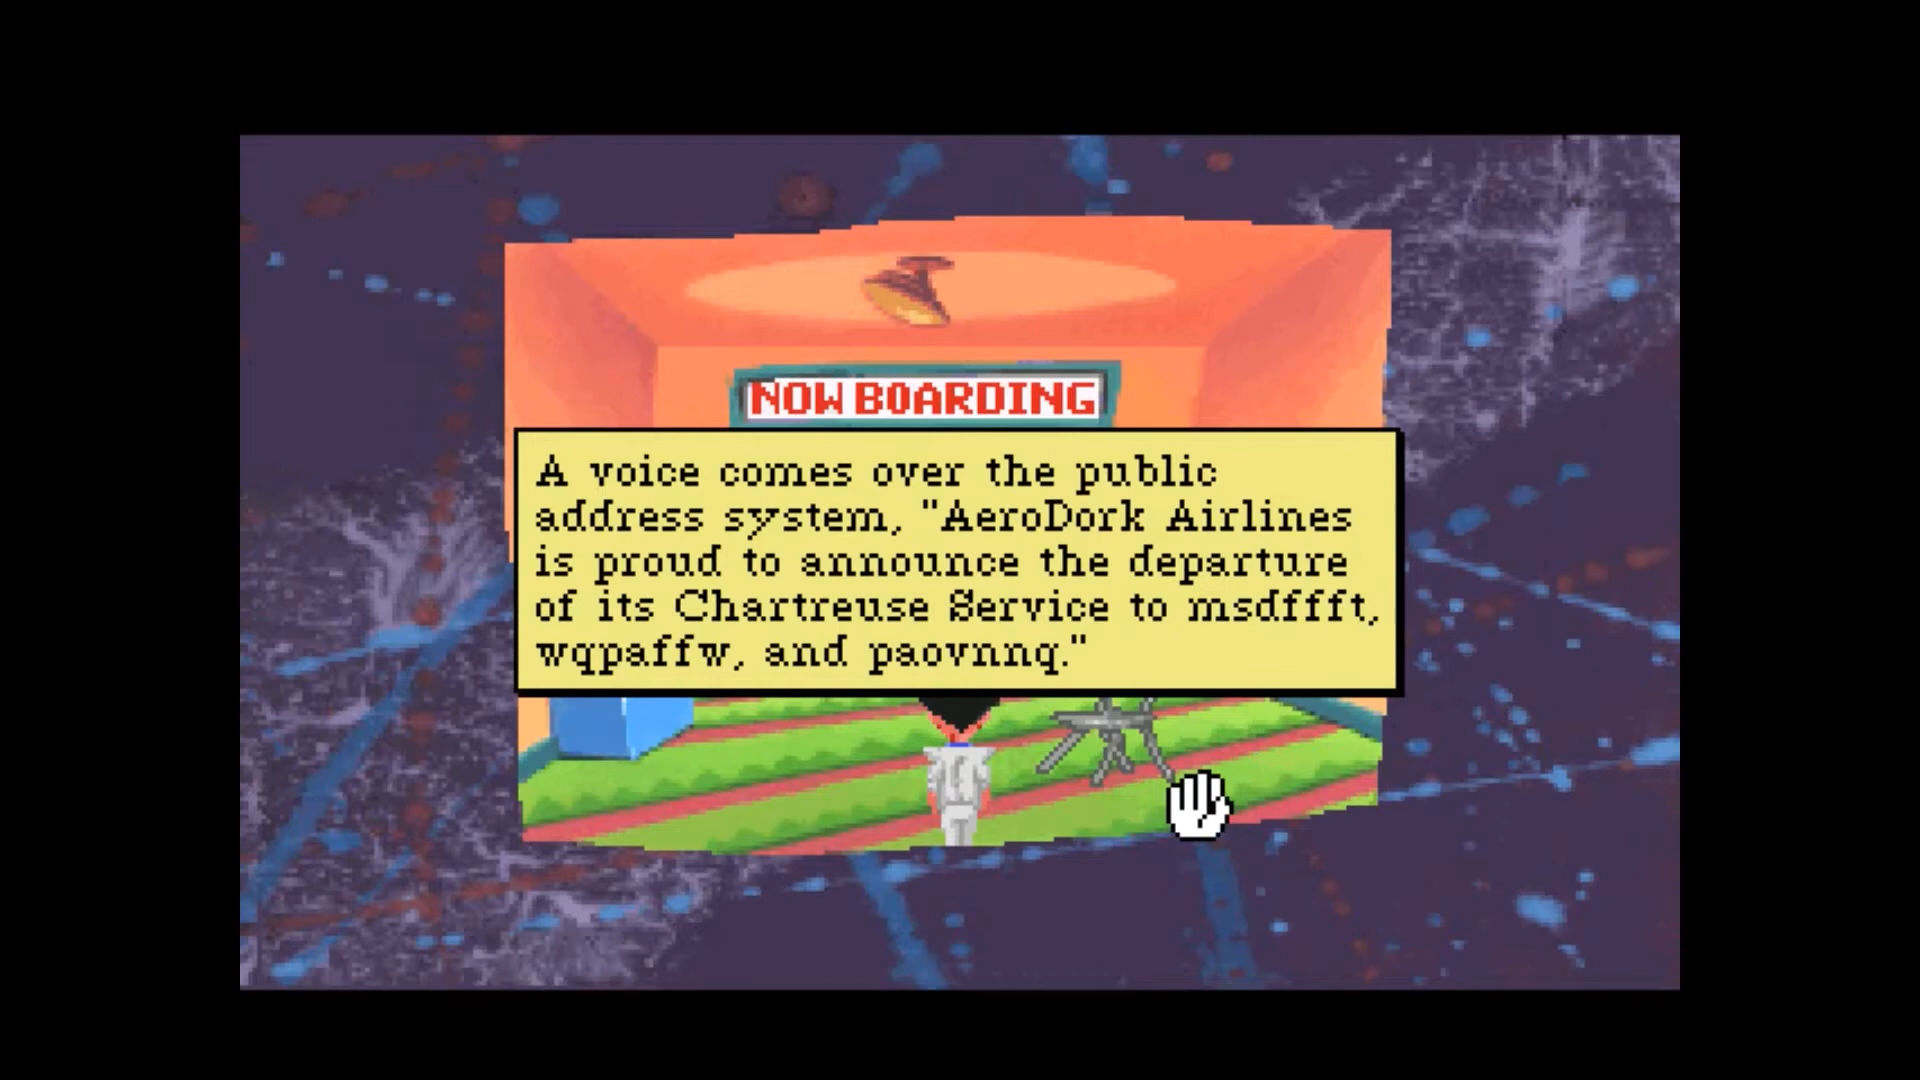 NOW BOARDING
A voice comes over the public
address system, "AeroDork Airlines
is proud to announce the departure
of its Chartreuse Service to msdffft,
wqpaffw, and paovnnq."